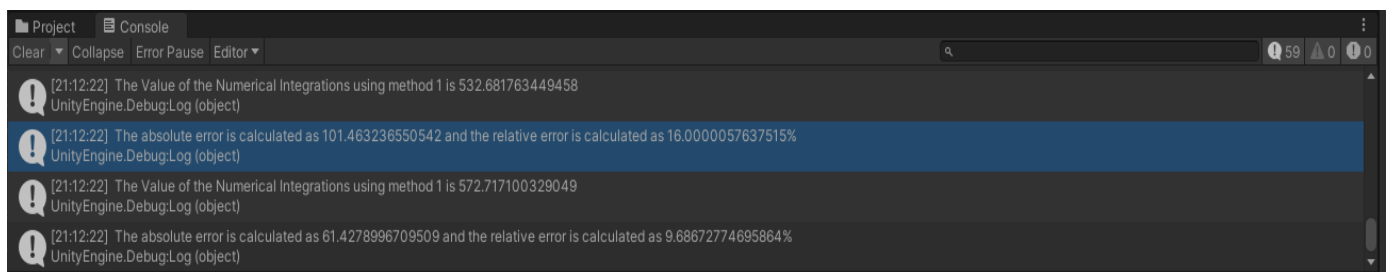 Project Console
Clear Collapse Error Pause Editor 59 0 0
[21:12:22] The Value of the Numerical Integrations using method 1 is 532.681763449458
UnityEngine.Debug:Log (object)
[21:12:22] The absolute error is calculated as 101.463236550542 and the relative error is calculated as 16.0000057637515%
UnityEngine.Debug:Log (object)
[21:12:22] The Value of the Numerical Integrations using method 1 is 572.717100329049
UnityEngine.Debug:Log (object)
[21:12:22] The absolute error is calculated as 61.4278996709509 and the relative error is calculated as 9.68672774695864%
UnityEngine.Debug:Log (object)